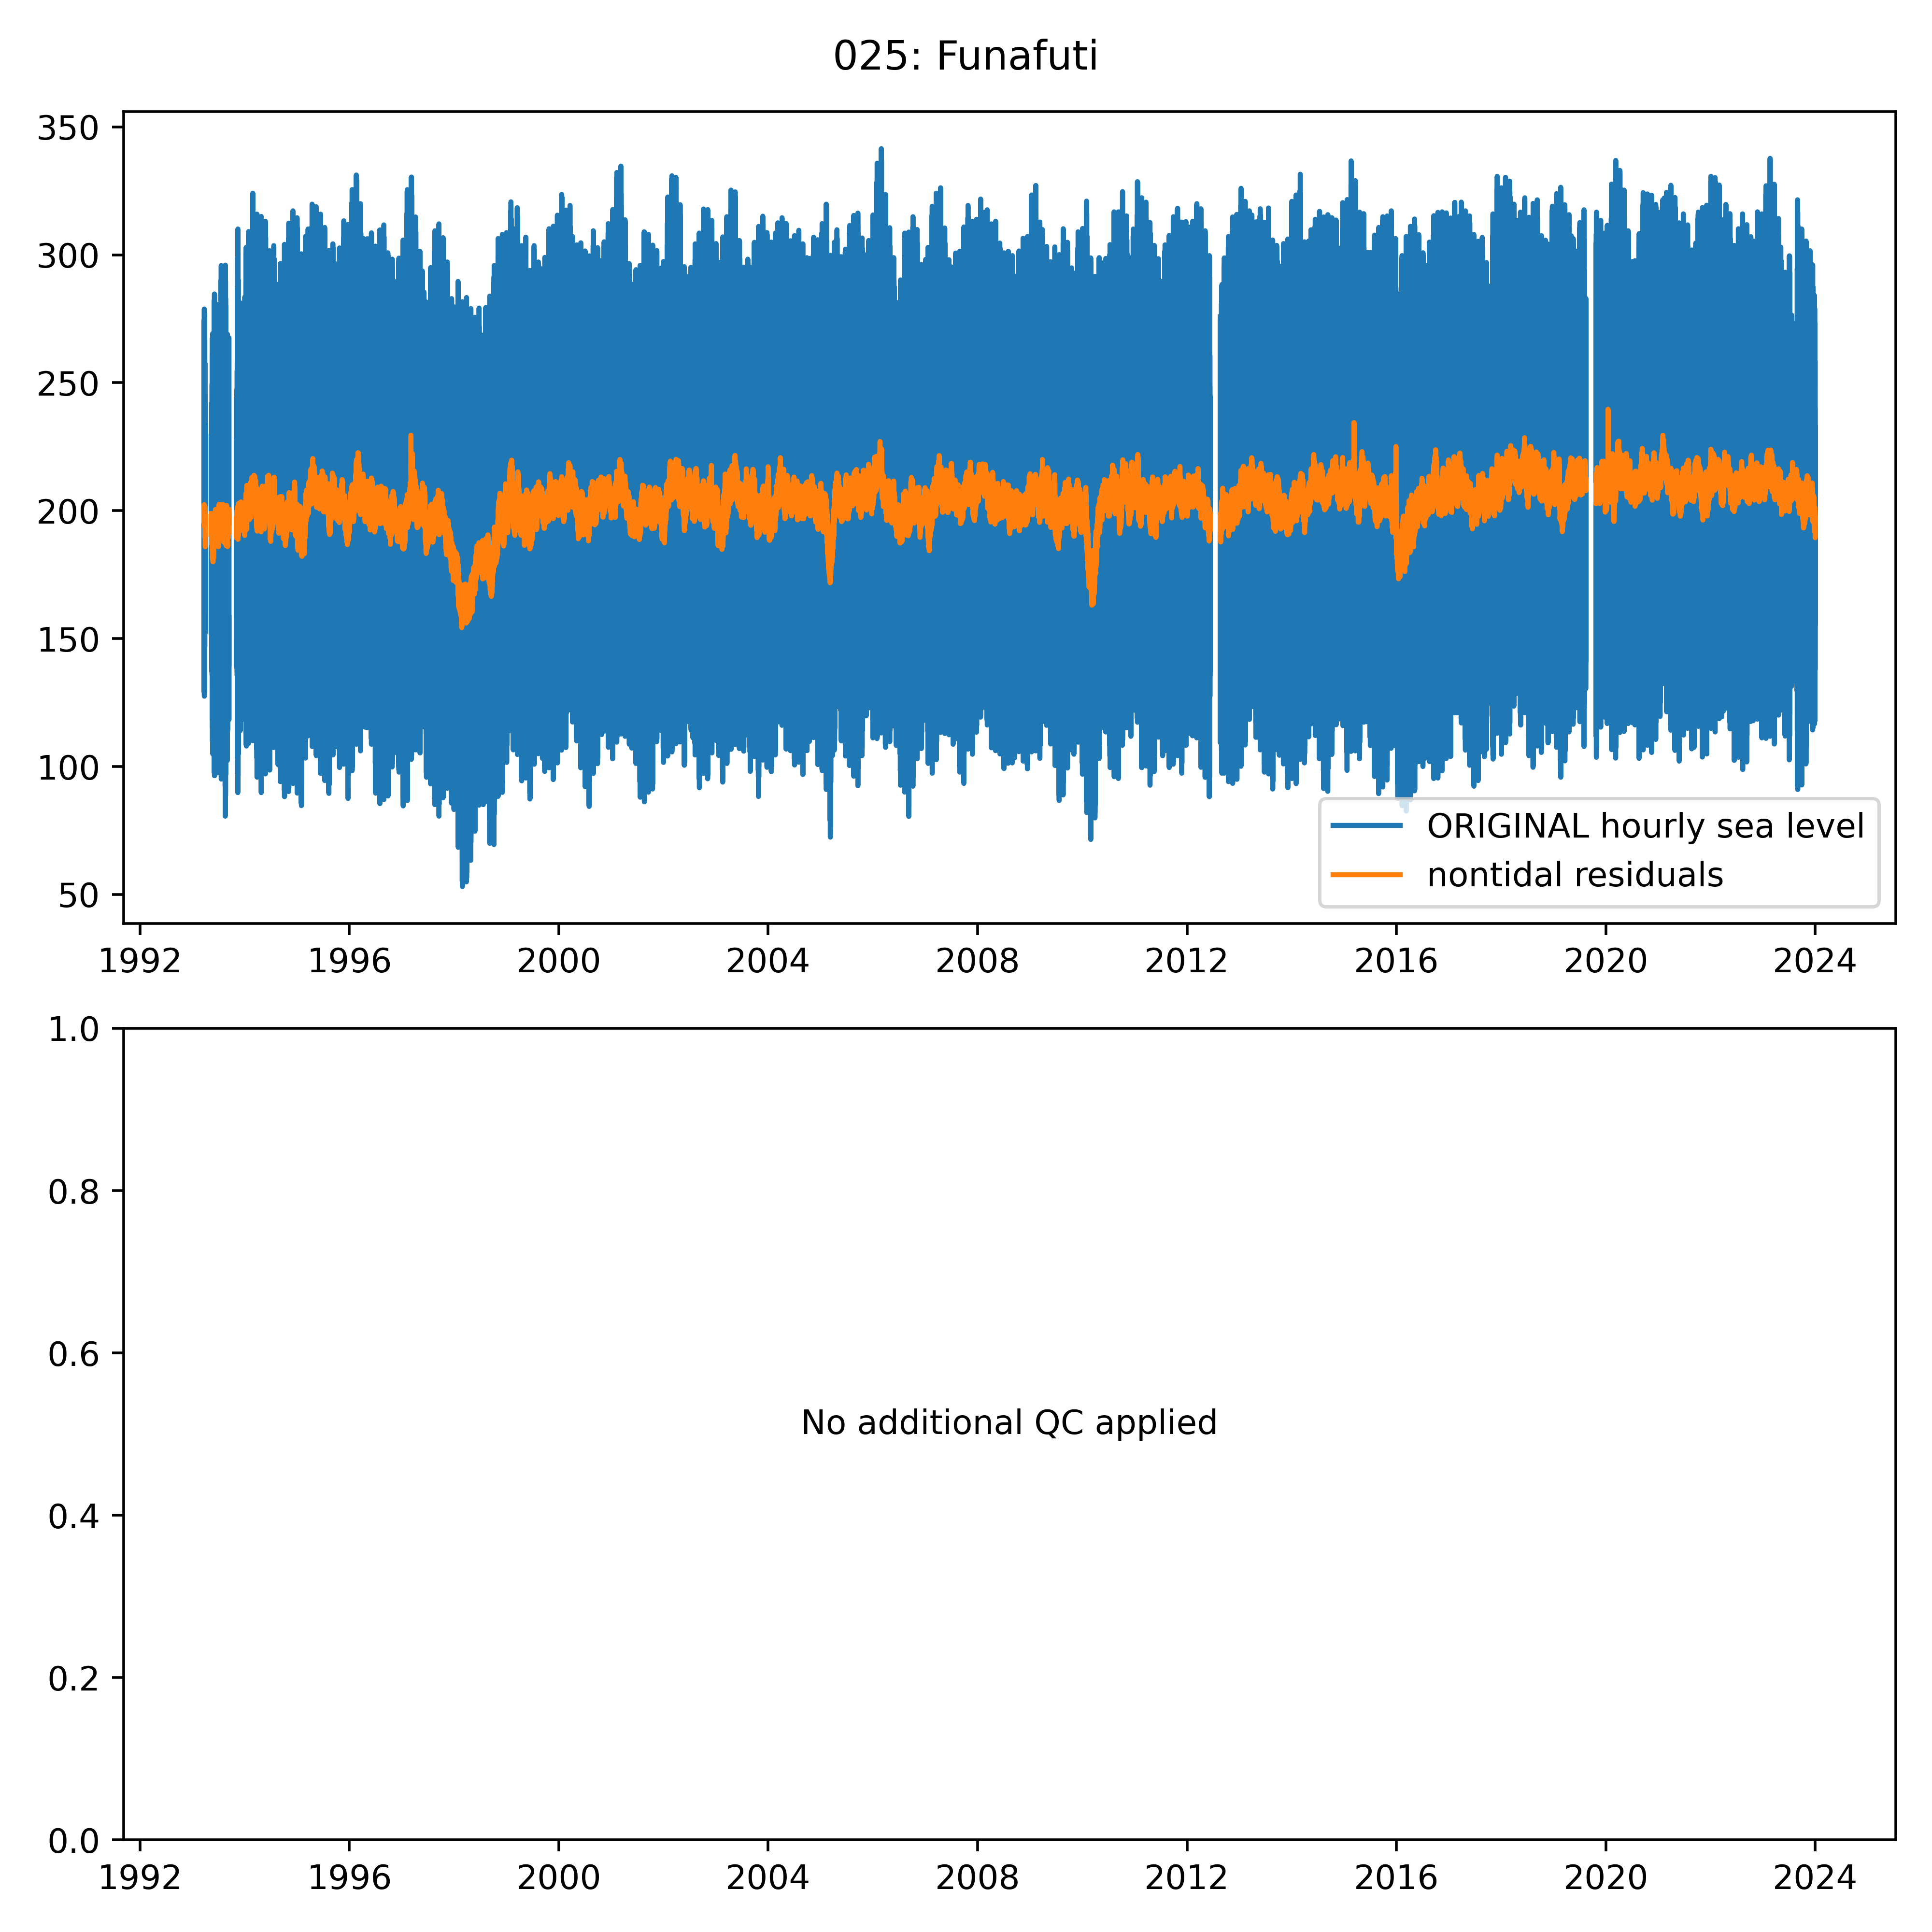 025: Funafuti
350
300
250
200
150
100
50
ORIGINAL hourly sea level
nontidal residuals
1992 1996 2000 2004 2008 2012 2016 2020 2024
1.0
0.8
0.6
No additional QC applied
0.4
0.2
0.0
1992 1996 2000 2004 2008 2012 2016 2020 2024